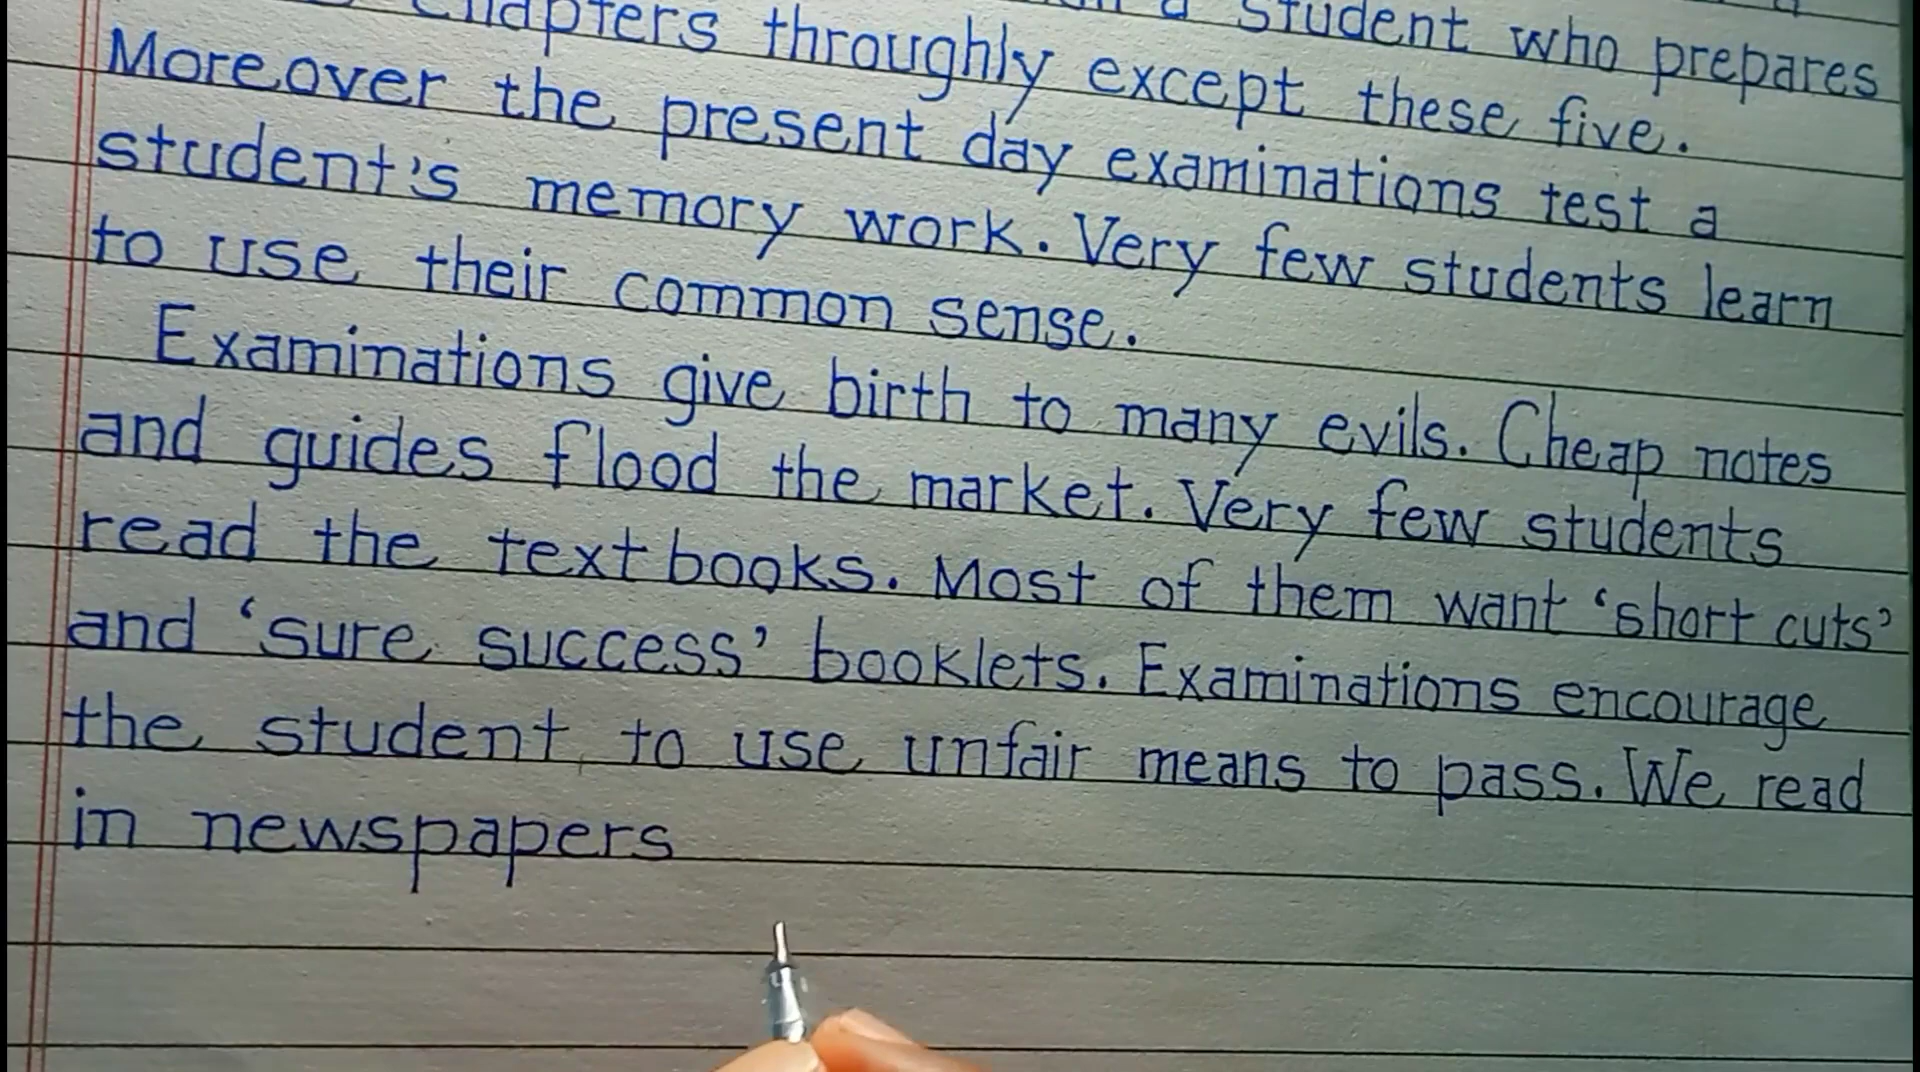 a student who prepares
chapters throughly except these five.
Moreover the present day examinations test a
student's memory work. Very few students learn
to use their common sense.
Examinations give birth to many evils. Cheap notes
and guides flood the market. Very few students
read the text books. Most of them want ‘short cuts’
and ‘sure success’ booklets. Examinations encourage
the student to use unfair means to pass. We read
in newspapers